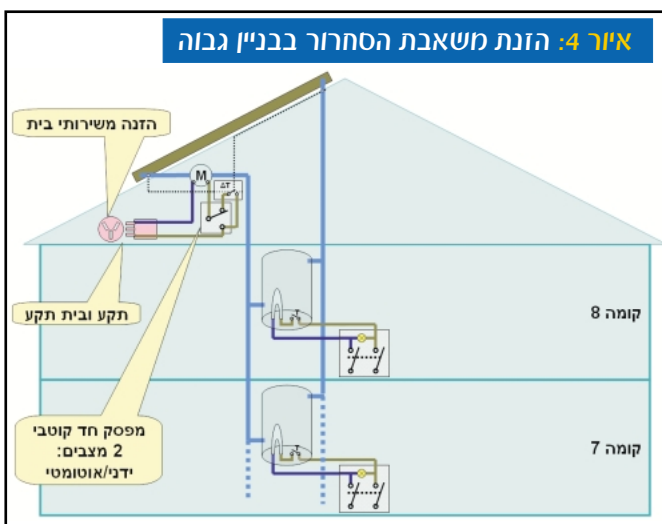 איור 4: הזנת משאבת הסחרור בבניין גבוה
הזנה משירותי בית
M
ΔT
תקע ובית תקע
קומה 8
T
מפסק חד קוטבי
2 מצבים:
ידני/אוטומטי
קומה 7
T